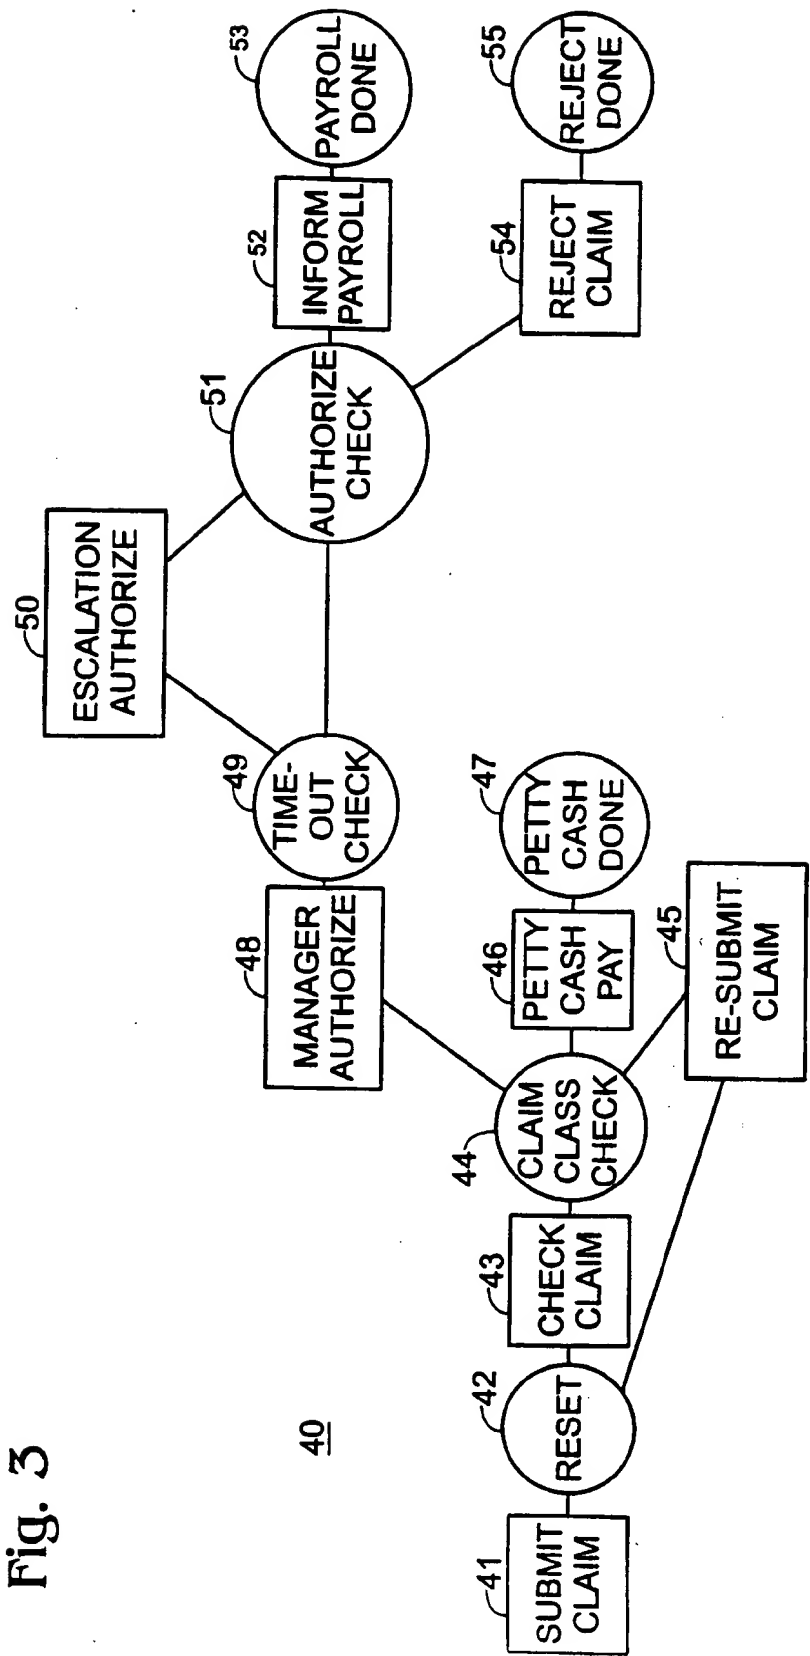 Fig. 3
40
41
SUBMIT
CLAIM
42
RESET
43
CHECK
CLAIM
44
CLAIM
CLASS
CHECK
45
RE-SUBMIT
CLAIM
46
PETTY
CASH
PAY
47
PETTY
CASH
DONE
48
MANAGER
AUTHORIZE
49
TIME-
OUT
CHECK
50
ESCALATION
AUTHORIZE
51
AUTHORIZE
CHECK
52
INFORM
PAYROLL
53
PAYROLL
DONE
54
REJECT
CLAIM
55
REJECT
DONE